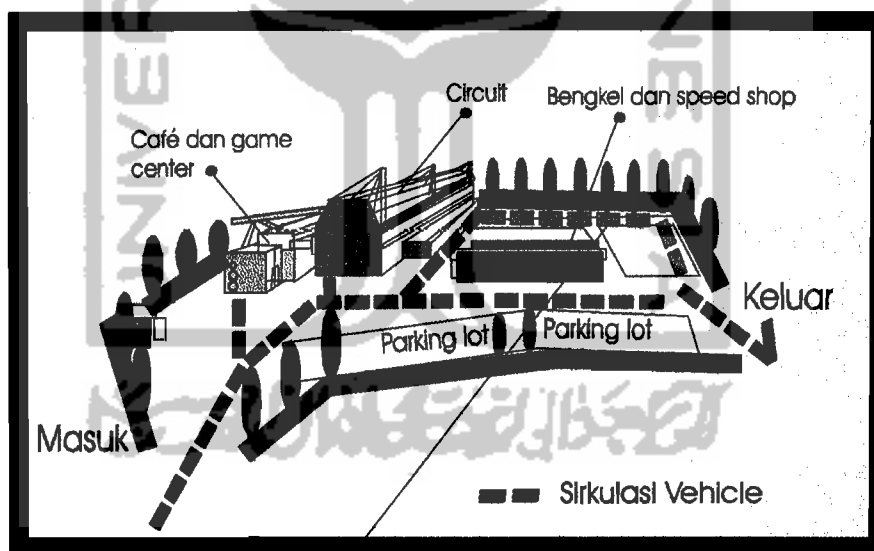 Circuit
Bengkel dan speed shop
Café dan game
center
Keluar
Parking lot
Parking lot
Masuk
Sirkulasi Vehicle